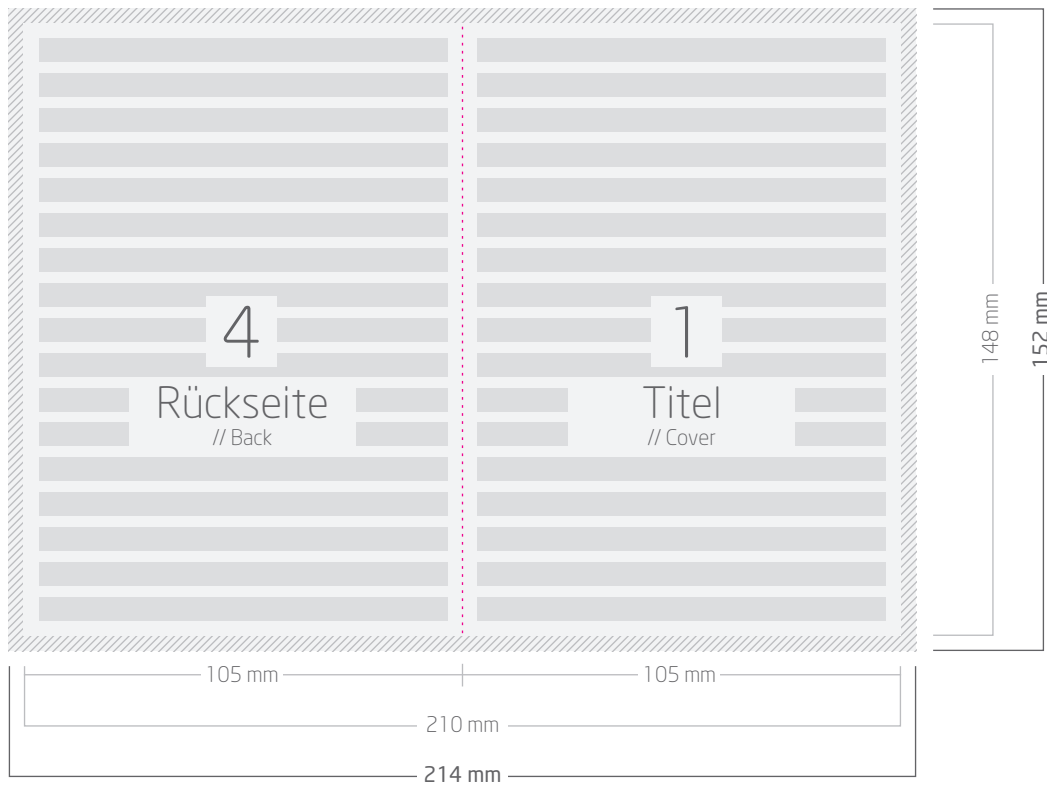 4
Rückseite
// Back
1
Titel
// Cover
148 mm
152 mm
105 mm
105 mm
210 mm
214 mm